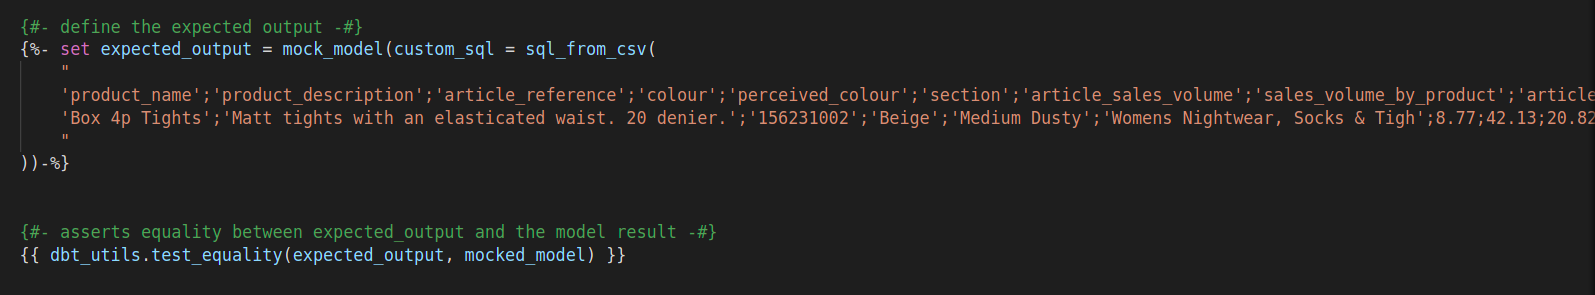 {#- define the expected output -#}
{%- set expected_output = mock_model(custom_sql = sql_from_csv(
"
'product_name';'product_description';'article_reference';'colour';'perceived_colour';'section';'article_sales_volume';'sales_volume_by_product';'article
'Box 4p Tights';'Matt tights with an elasticated waist. 20 denier.';'156231002';'Beige';'Medium Dusty';'Womens Nightwear, Socks & Tigh';8.77;42.13;20.82
"
))-%}
{#- asserts equality between expected_output and the model result -#}
{{ dbt_utils.test_equality(expected_output, mocked_model) }}